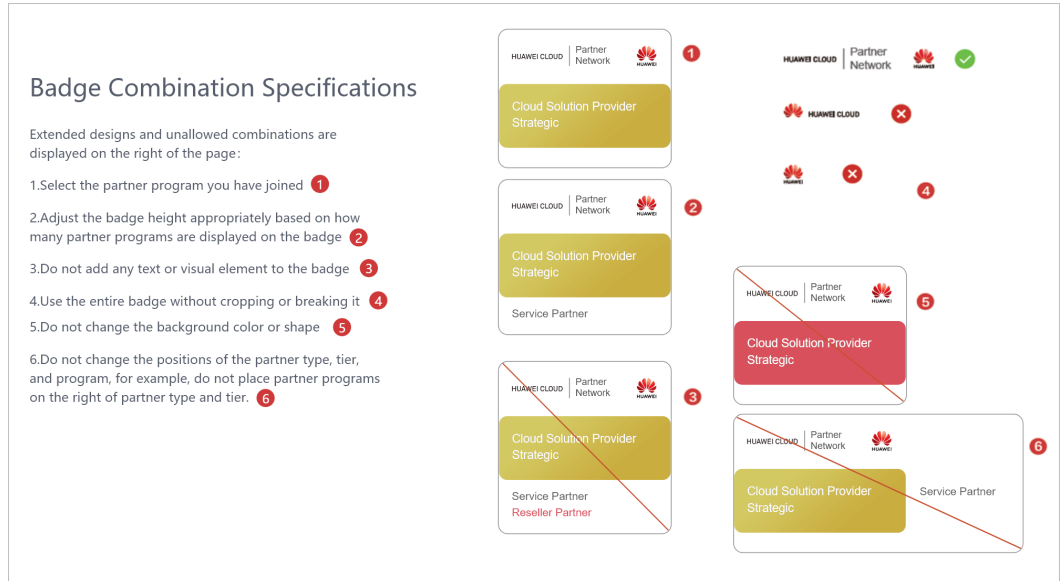 Badge Combination Specifications
Extended designs and unallowed combinations are
displayed on the right of the page:
1.Select the partner program you have joined 1
2.Adjust the badge height appropriately based on how
many partner programs are displayed on the badge 2
3.Do not add any text or visual element to the badge 3
4.Use the entire badge without cropping or breaking it 4
5.Do not change the background color or shape 5
6.Do not change the positions of the partner type, tier,
and program, for example, do not place partner programs
on the right of partner type and tier. 6
HUAWEI CLOUD Partner
Network
HUAWEI
1
Cloud Solution Provider
Strategic
HUAWEI CLOUD Partner
Network
HUAWEI
2
Cloud Solution Provider
Strategic
Service Partner
HUAWEI CLOUD Partner
Network
HUAWEI
3
Cloud Solution Provider
Strategic
Service Partner
Reseller Partner
HUAWEI CLOUD Partner
Network
HUAWEI
HUAWEI CLOUD
HUAWEI
4
HUAWEI CLOUD Partner
Network
HUAWEI
5
Cloud Solution Provider
Strategic
HUAWEI CLOUD Partner
Network
HUAWEI
6
Cloud Solution Provider
Strategic
Service Partner